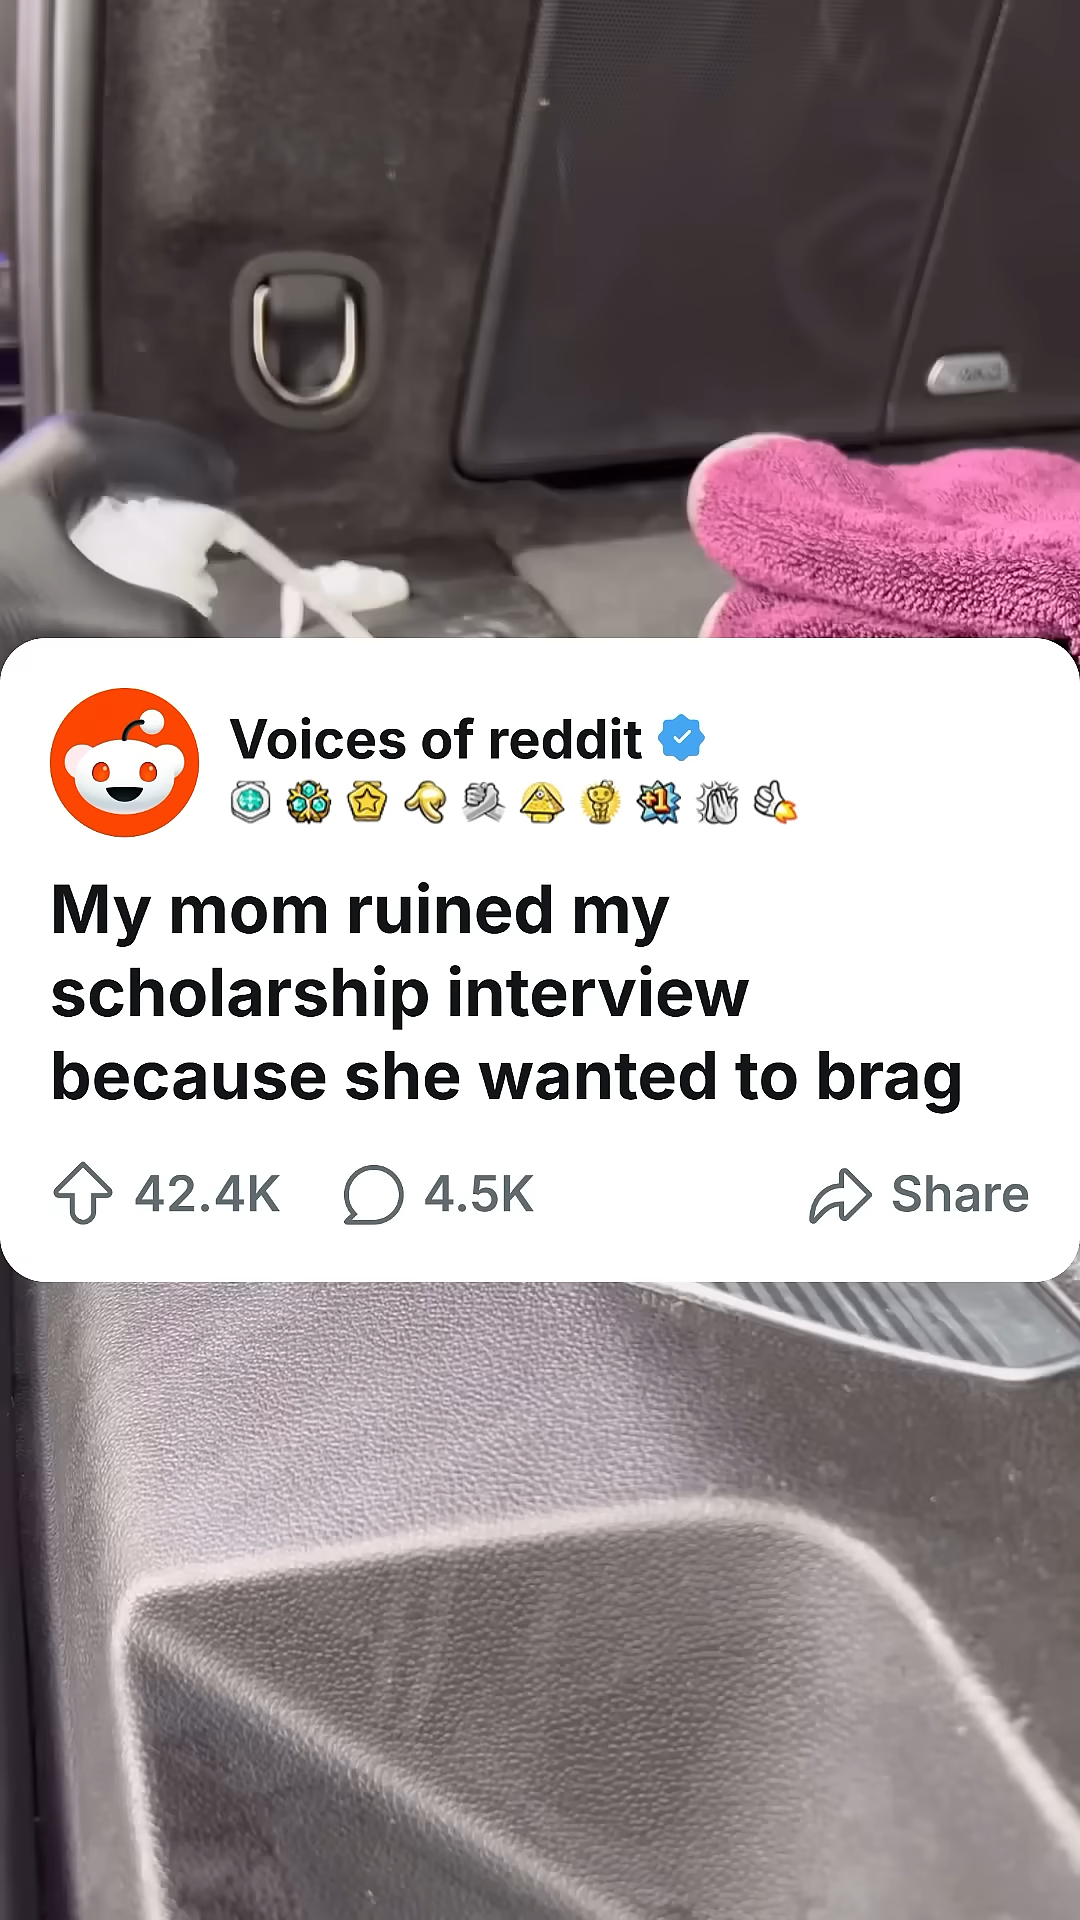 Voices of reddit
+1
My mom ruined my
scholarship interview
because she wanted to brag
42.4K
4.5K
Share